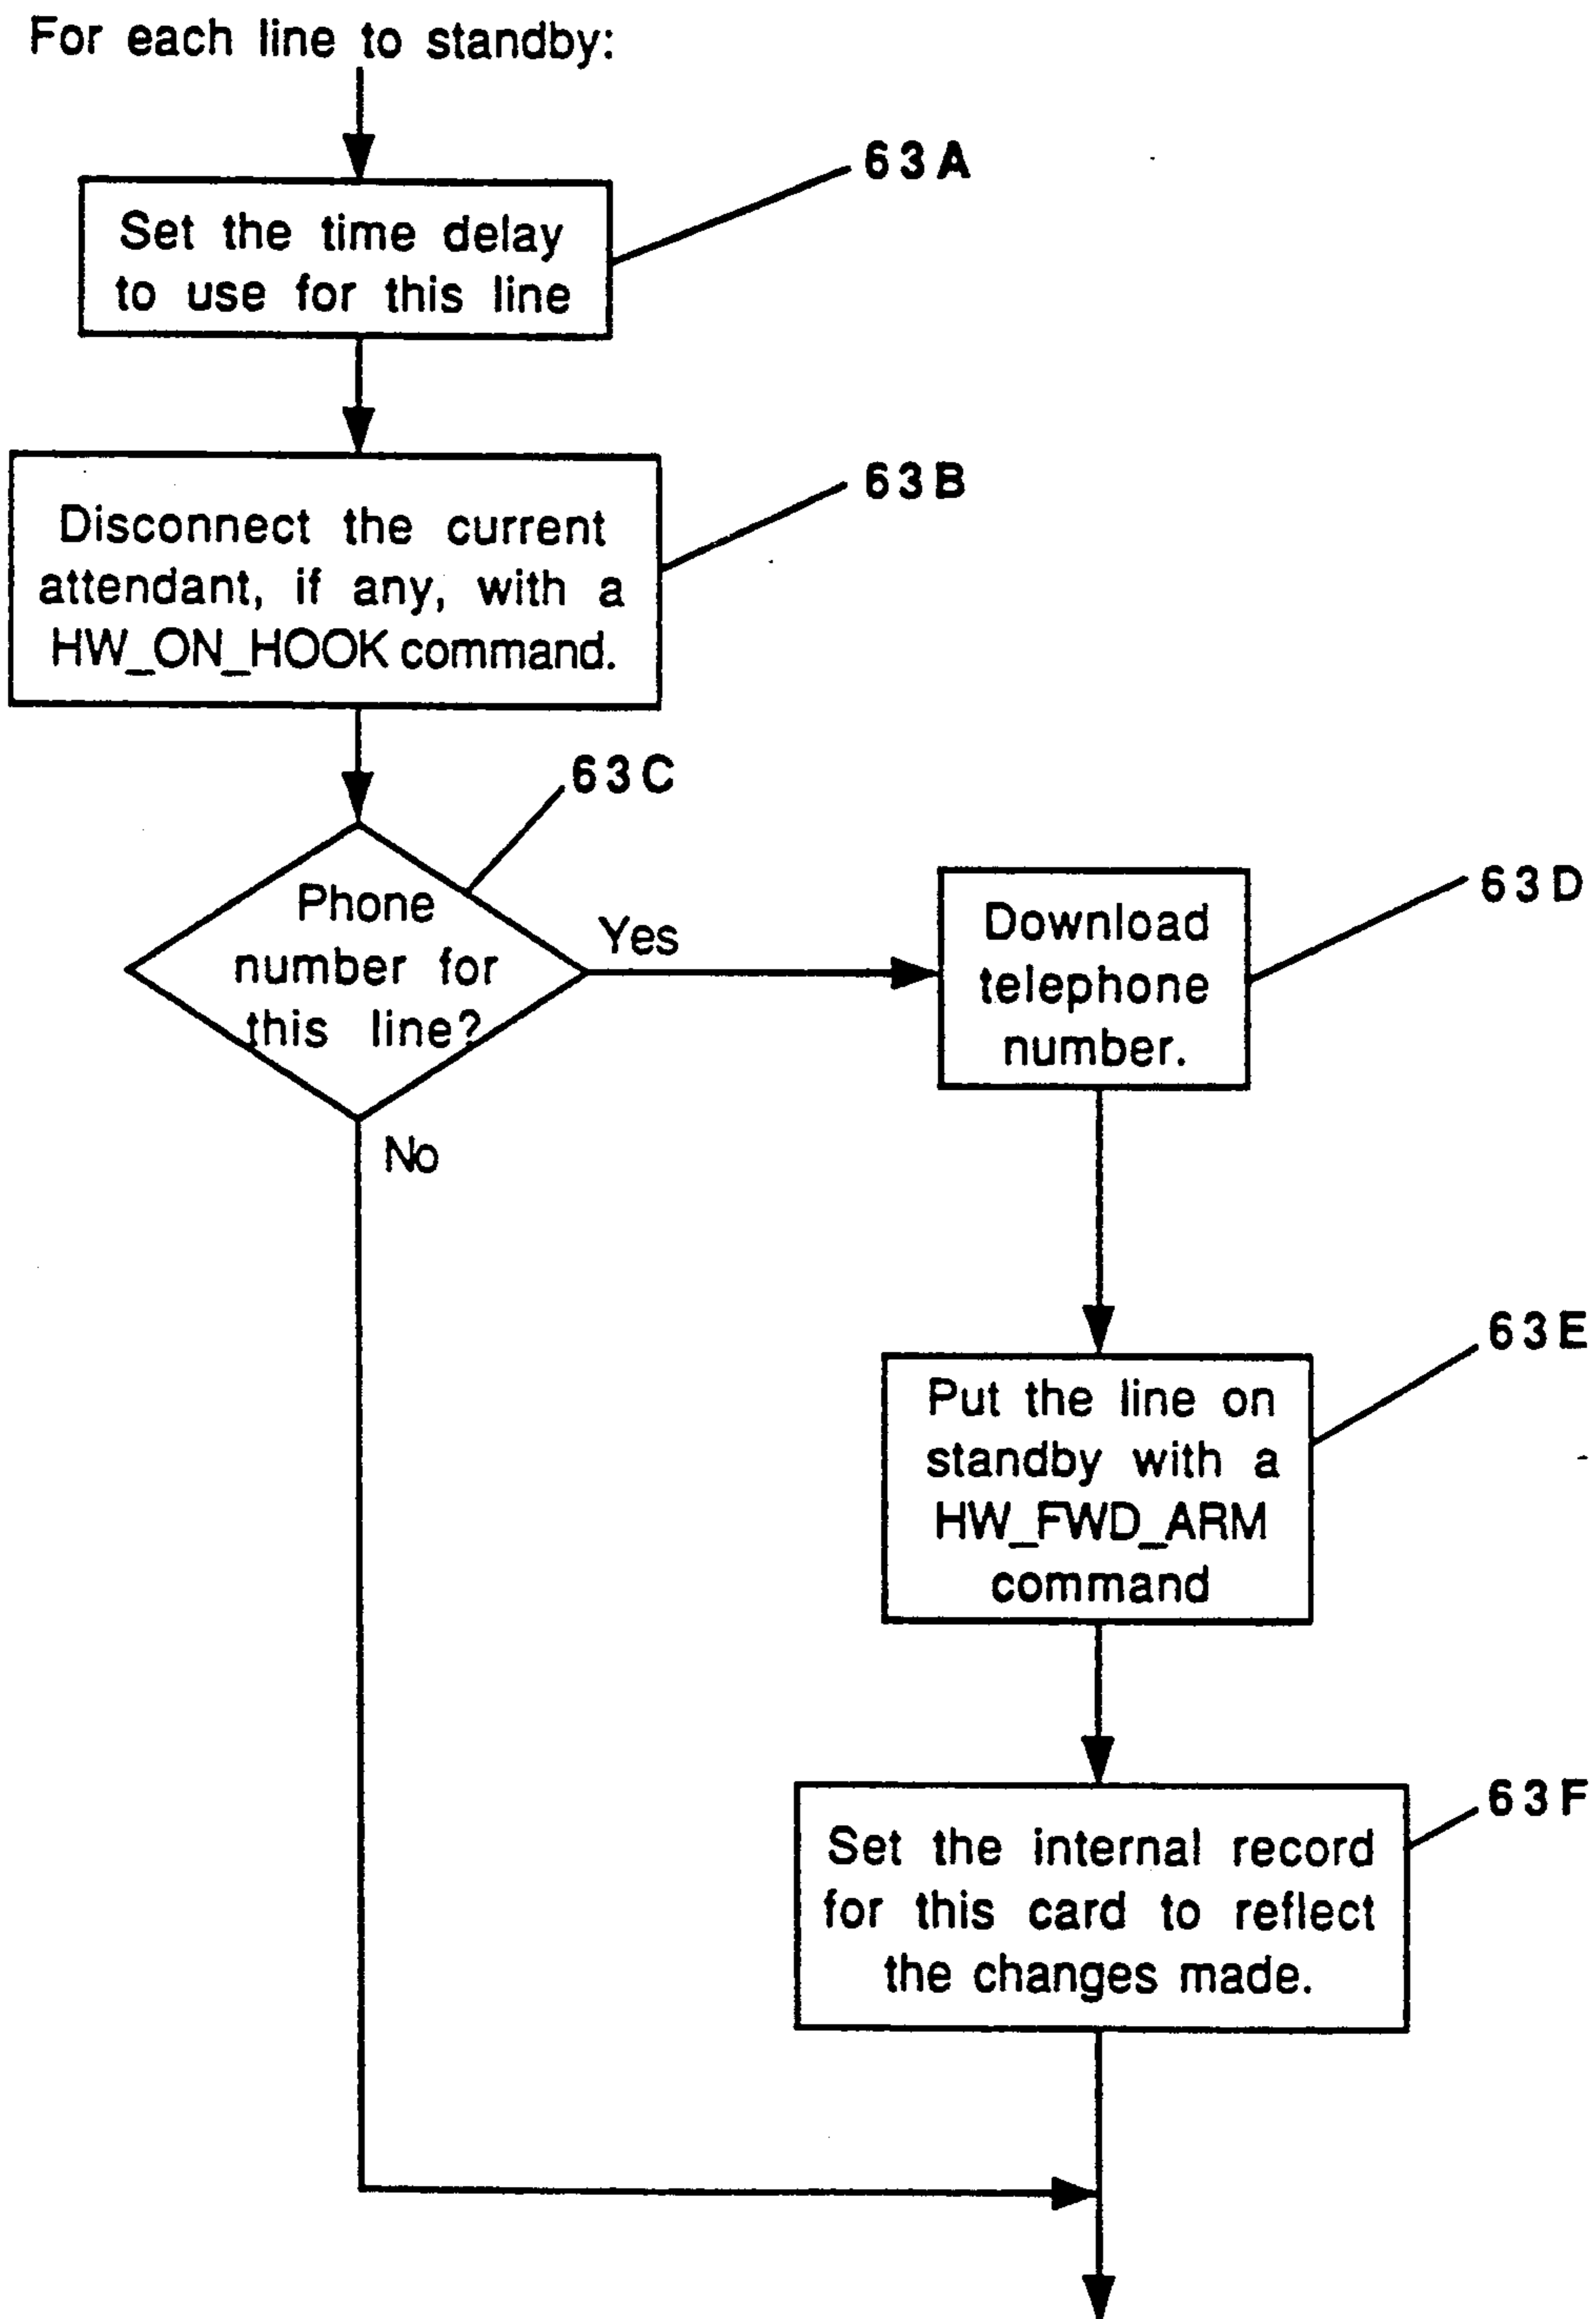 For each line to standby:
63A
Set the time delay
to use for this line
63B
Disconnect the current
attendant, if any, with a
HW_ON_HOOK command.
63C
Phone
number for
this line?
Yes
No
63D
Download
telephone
number.
63E
Put the line on
standby with a
HW_FWD_ARM
command
63F
Set the internal record
for this card to reflect
the changes made.